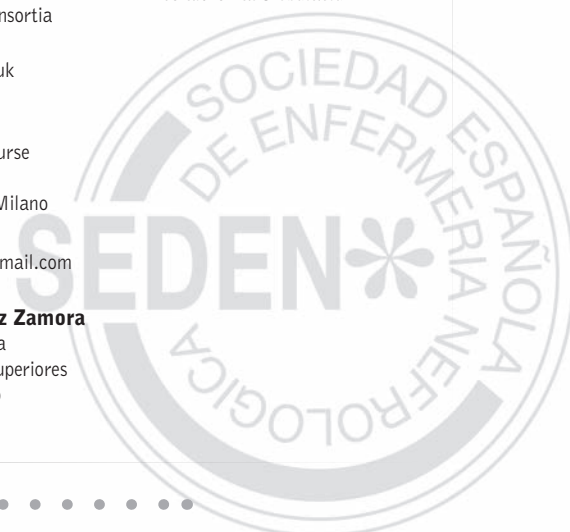 nsortia
uk
urse
Milano
mail.com
z Zamora
a
uperiores
SOCIEDAD ESPAÑOLA
DE ENFERMERIA NEFROLOGICA
SEDEN*